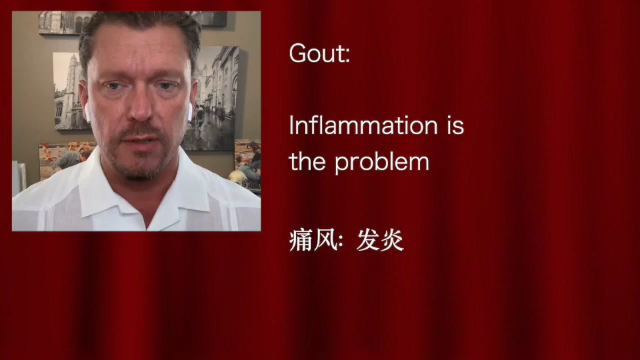 Gout:
Inflammation is
the problem
痛风: 发炎